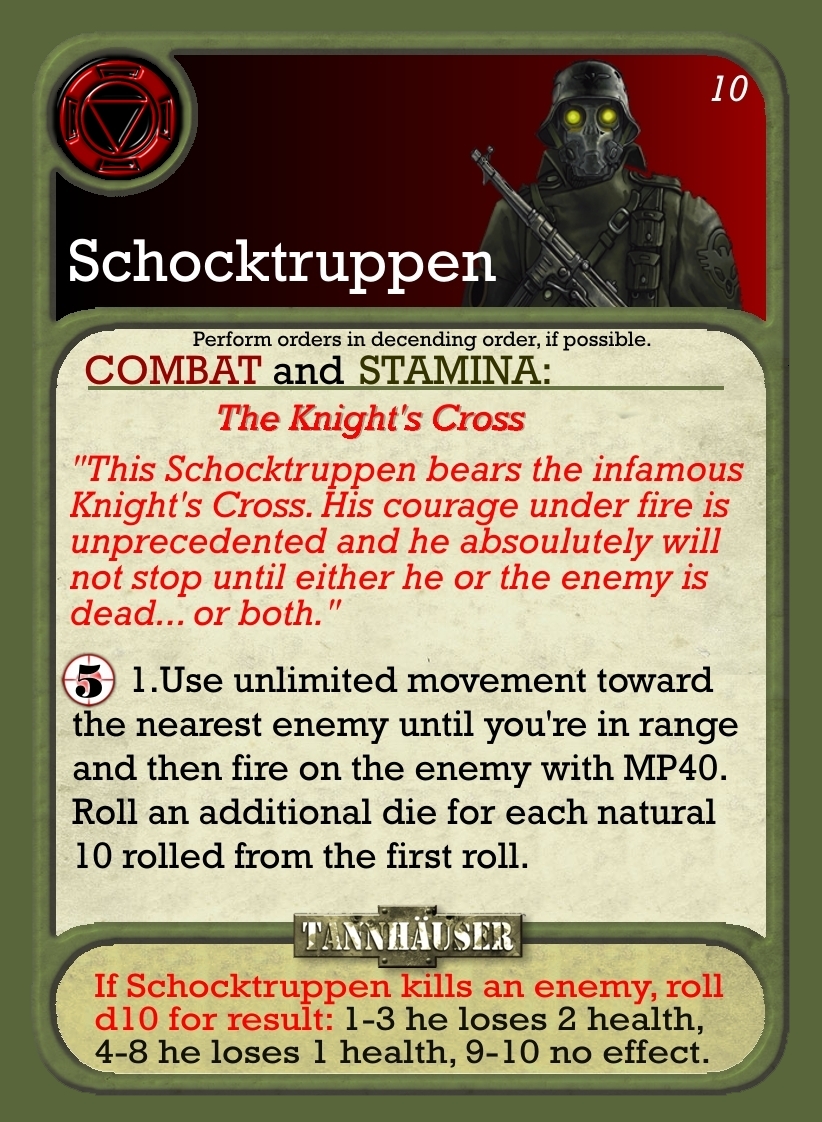 10
Schocktruppen
Perform orders in decending order, if possible.
COMBAT and STAMINA:
The Knight's Cross
"This Schocktruppen bears the infamous
Knight's Cross. His courage under fire is
unprecedented and he absoulutely will
not stop until either he or the enemy is
dead... or both."
5 1.Use unlimited movement toward
the nearest enemy until you're in range
and then fire on the enemy with MP40.
Roll an additional die for each natural
10 rolled from the first roll.
TANNHÄUSER
If Schocktruppen kills an enemy, roll
d10 for result: 1-3 he loses 2 health,
4-8 he loses 1 health, 9-10 no effect.